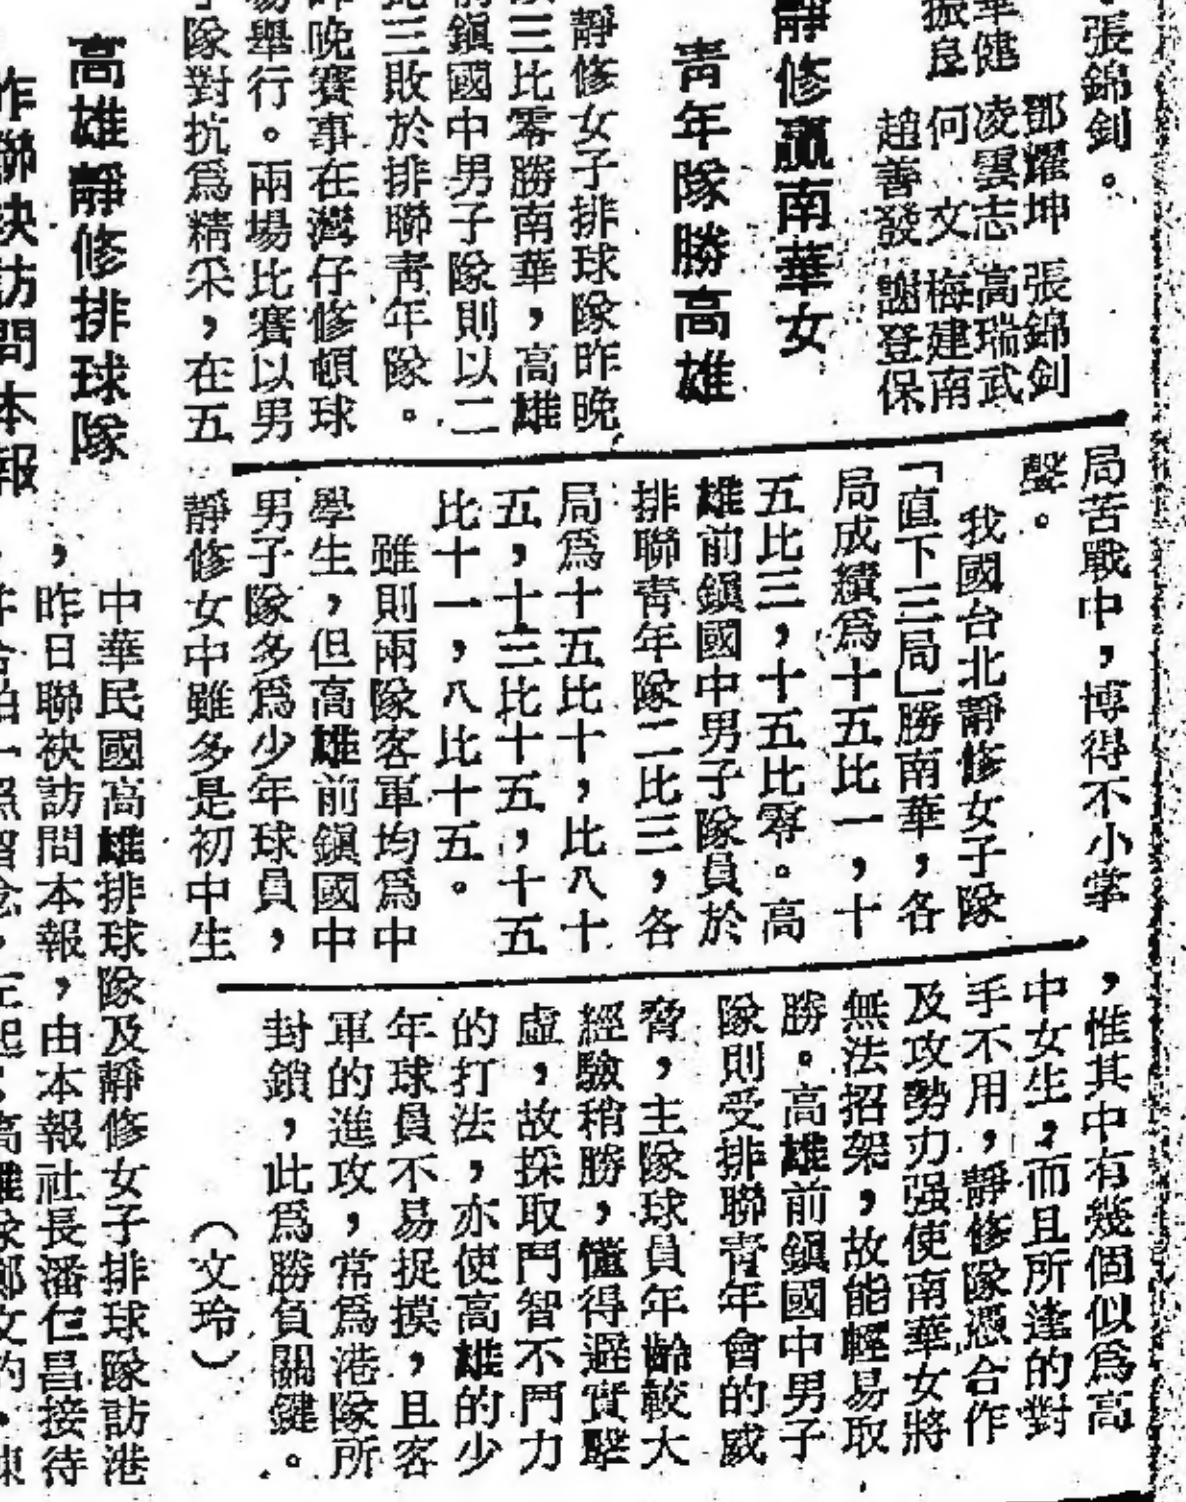 張錦釗。
鄧耀坤 張錦釗
華健 凌雲志 高瑞武
振良 何文 梅建南
趙善發 謝登保
靜修贏南華女
青年隊勝高雄
靜修女子排球隊昨晚
三比零勝南華，高雄
前鎮國中男子隊則以二
比三敗於排聯青年隊。
昨晚賽事在灣仔修頓球
場舉行。兩場比賽以男
子隊對抗爲精采，在五
局苦戰中，博得不小掌
聲。
我國台北靜修女子隊
「直下三局」勝南華，各
局成績爲十五比一，十
五比三，十五比零。高
雄前鎮國中男子隊員於
排聯青年隊二比三，各
局爲十五比十，比八十
五，十三比十五，十五
比十一，八比十五。
雖則兩隊客軍均爲中
學生，但高雄前鎮國中
男子隊多爲少年球員，
靜修女中雖多是初中生
，惟其中有幾個似爲高
中女生，而且所逢的對
手不用，靜修隊憑合作
及攻勢刃强使南華女將
無法招架，故能輕易取
勝。高雄前鎮國中男子
隊則受排聯青年會的威
脅，主隊球員年齡較大
經驗稍勝，懂得避實擊
虛，故採取鬥智不鬥力
的打法，亦使高雄的少
年球員不易捉摸，且客
軍的進攻，常爲港隊所
封鎖，此爲勝負關鍵。
（文玲）
高雄靜修排球隊
昨聯袂訪問本報
中華民國高雄排球隊及靜修女子排球隊訪港
，昨日聯袂訪問本報，由本報社長潘仨昌接待